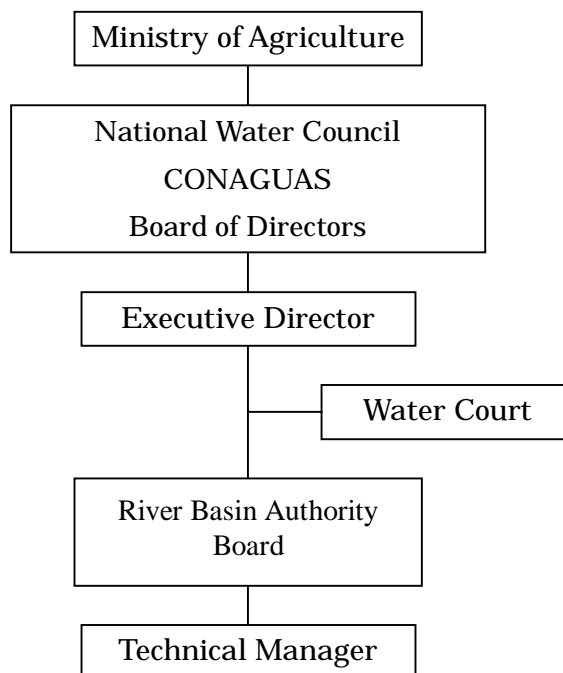 Ministry of Agriculture
National Water Council
CONAGUAS
Board of Directors
Executive Director
Water Court
River Basin Authority
Board
Technical Manager